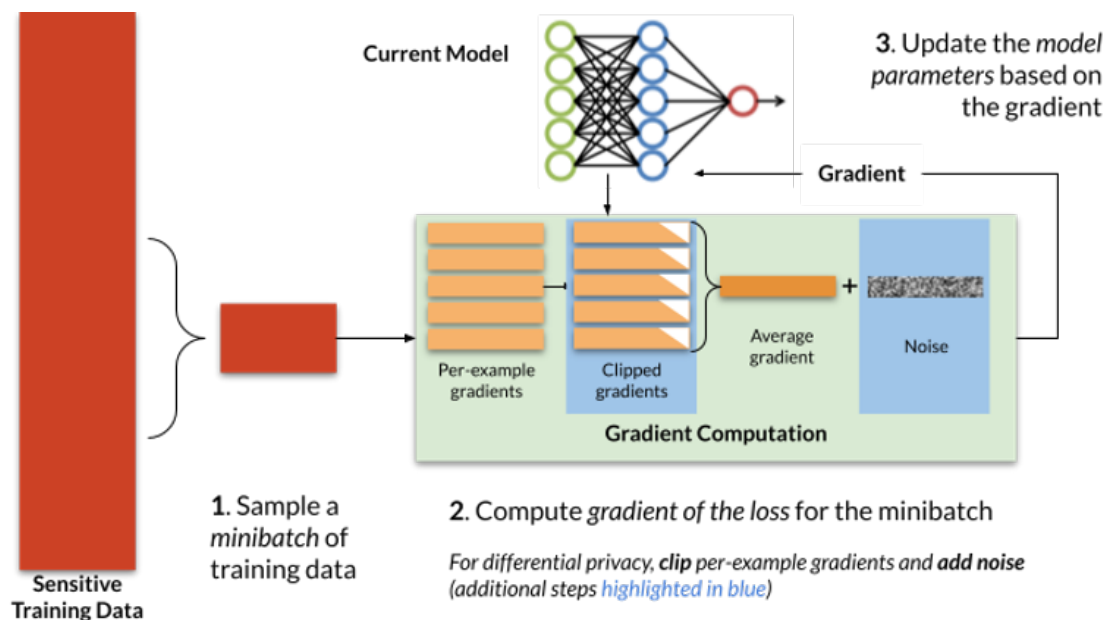 Current Model
3. Update the model
parameters based on
the gradient
Gradient
Per-example
gradients
Clipped
gradients
Average
gradient
+
Noise
Gradient Computation
1. Sample a
minibatch of
training data
2. Compute gradient of the loss for the minibatch
For differential privacy, clip per-example gradients and add noise
(additional steps highlighted in blue)
Sensitive
Training Data